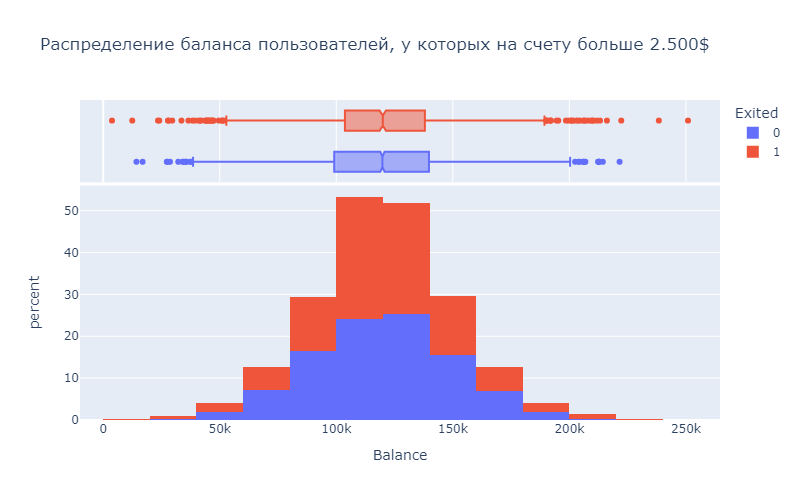 Распределение баланса пользователей, у которых на счету больше 2.500$
Exited
0
1
50
40
30
20
10
0
percent
0
50k
100k
150k
200k
250k
Balance